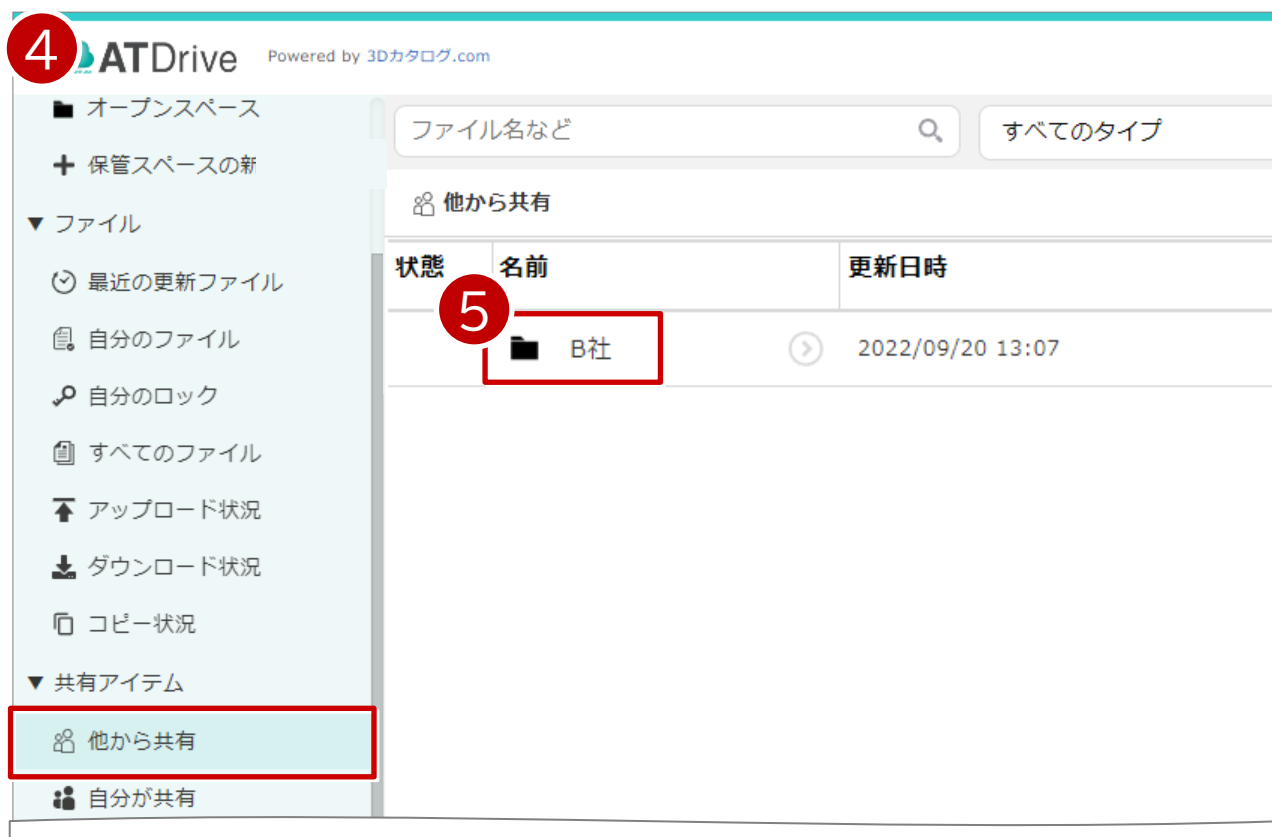 4
ATDrive Powered by 3Dカタログ.com
オープンスペース
保管スペースの新
▼ ファイル
最近の更新ファイル
自分のファイル
自分のロック
すべてのファイル
アップロード状況
ダウンロード状況
コピー状況
▼ 共有アイテム
他から共有
自分が共有
ファイル名など
すべてのタイプ
他から共有
状態 名前 更新日時
5
B社 2022/09/20 13:07